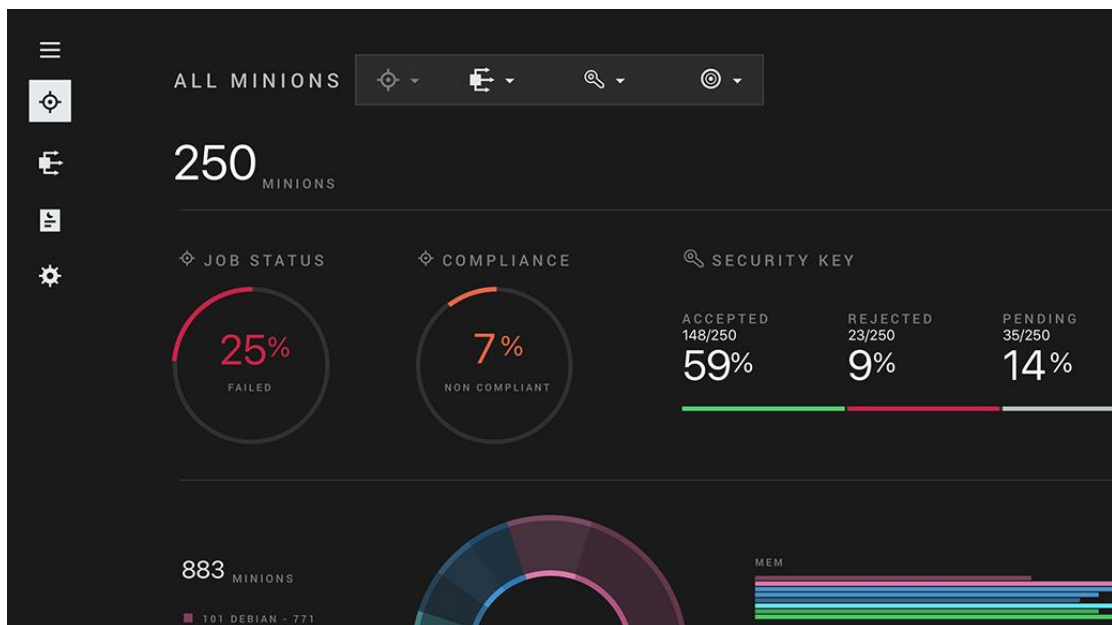 ALL MINIONS
250 MINIONS
JOB STATUS
25%
FAILED
COMPLIANCE
7%
NON COMPLIANT
SECURITY KEY
ACCEPTED
148/250
59%
REJECTED
23/250
9%
PENDING
35/250
14%
883 MINIONS
101 DEBIAN - 771
MEM